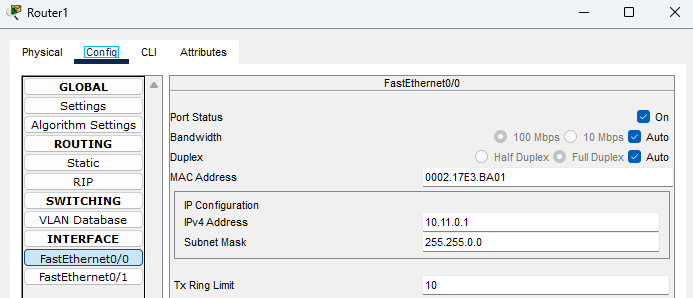 Router1
Physical Config CLI Attributes
GLOBAL
Settings
Algorithm Settings
ROUTING
Static
RIP
SWITCHING
VLAN Database
INTERFACE
FastEthernet0/0
FastEthernet0/1
FastEthernet0/0
Port Status On
Bandwidth 100 Mbps 10 Mbps Auto
Duplex Half Duplex Full Duplex Auto
MAC Address 0002.17E3.BA01
IP Configuration
IPv4 Address 10.11.0.1
Subnet Mask 255.255.0.0
Tx Ring Limit 10